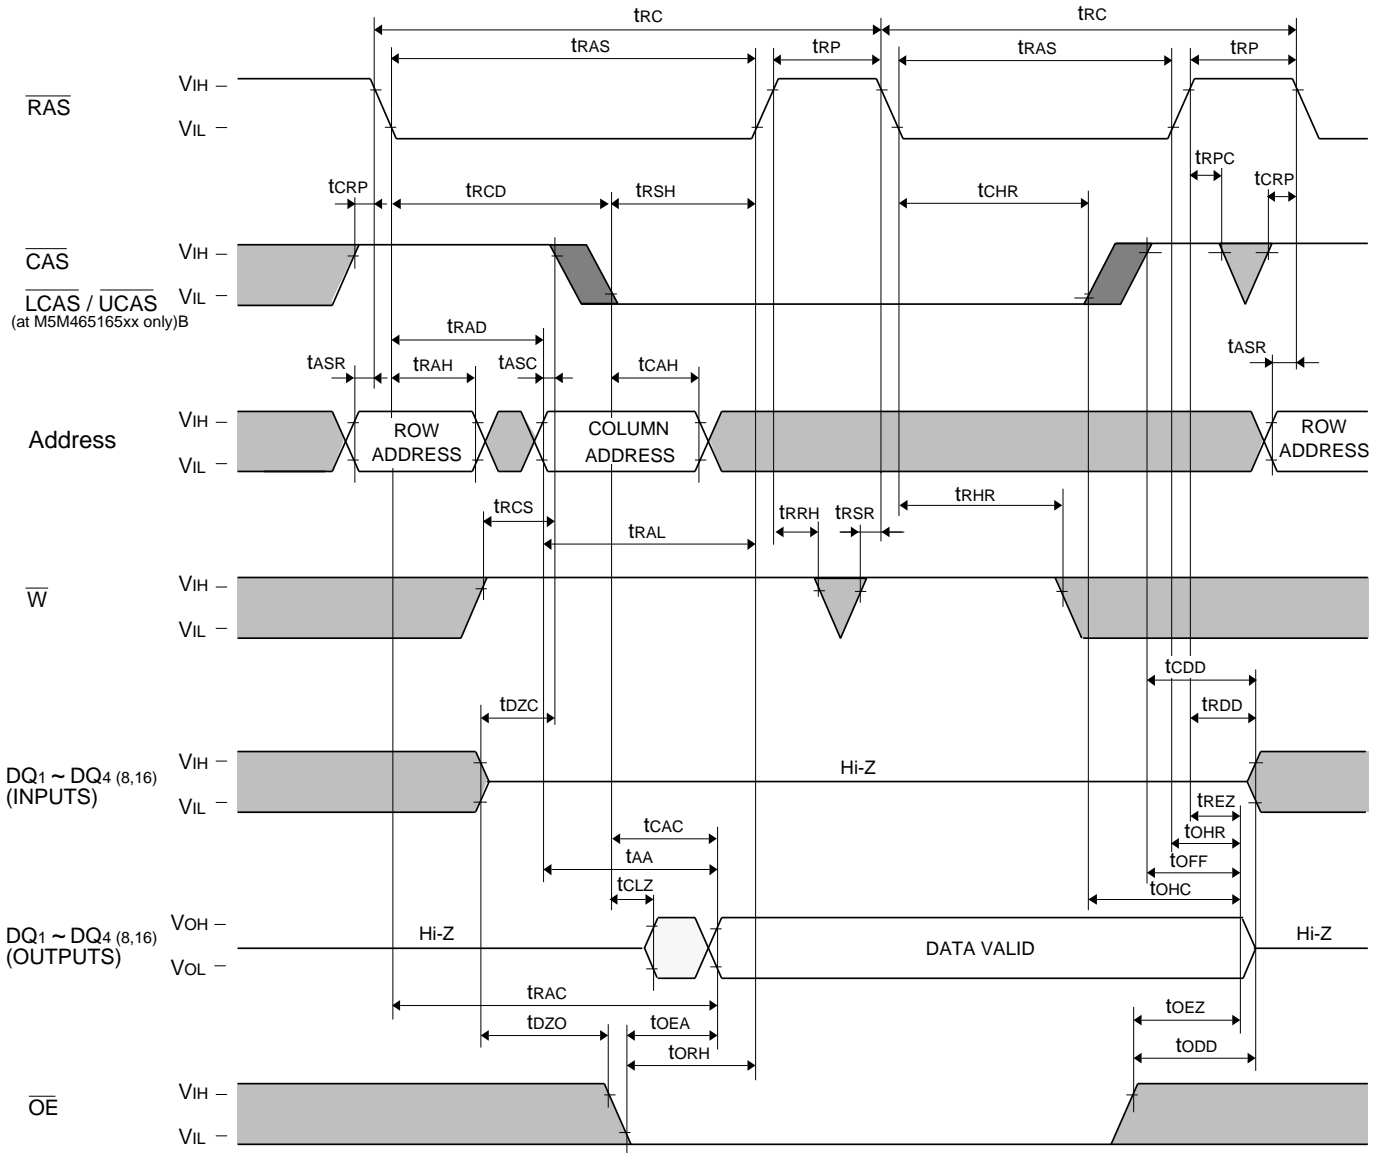 tRC tRC
tRAS tRP tRAS tRP
RAS VIH
VIL
tCRP tRCD tRSH tCHR tRPC tCRP
CAS VIH
LCAS / UCAS VIL
(at M5M465165xx only)B
tRAD
tASR tRAH tASC tCAH tASR
Address VIH
VIL
ROW ADDRESS
COLUMN ADDRESS
ROW ADDRESS
tRCS tRRH tRSR tRHR
tRAL
W VIH
VIL
tCDD
tDZC tRDD
DQ1 ~ DQ4 (8,16) VIH
(INPUTS) VIL
Hi-Z
tREZ
tCAC tOHR
tAA tOFF
tCLZ tOHC
DQ1 ~ DQ4 (8,16) VOH
(OUTPUTS) VOL
Hi-Z DATA VALID Hi-Z
tRAC
tDZO tOEA tOEZ
tORH tODD
OE VIH
VIL